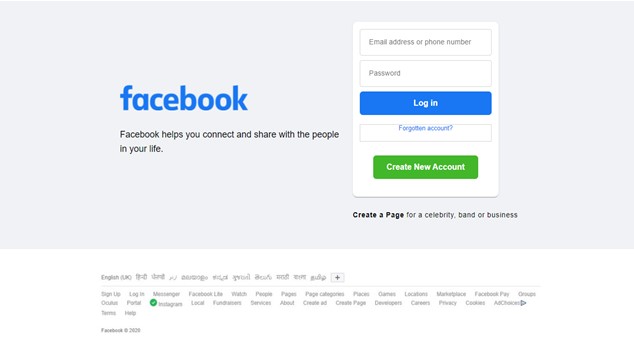 Email address or phone number
Password
facebook
Log in
Forgotten account?
Facebook helps you connect and share with the people
in your life.
Create New Account
Create a Page for a celebrity, band or business
English (UK) हिन्दी ਪੰਜਾਬੀ മലയാളം ಕನ್ನಡ ગુજરાતી తెలుగు मराठी বাংলা தமிழ் +
Sign Up Log In Messenger Facebook Lite Watch People Pages Page categories Places Games Locations Marketplace Facebook Pay Groups
Oculus Portal Instagram Local Fundraisers Services About Create ad Create Page Developers Careers Privacy Cookies AdChoices
Terms Help
Facebook © 2020